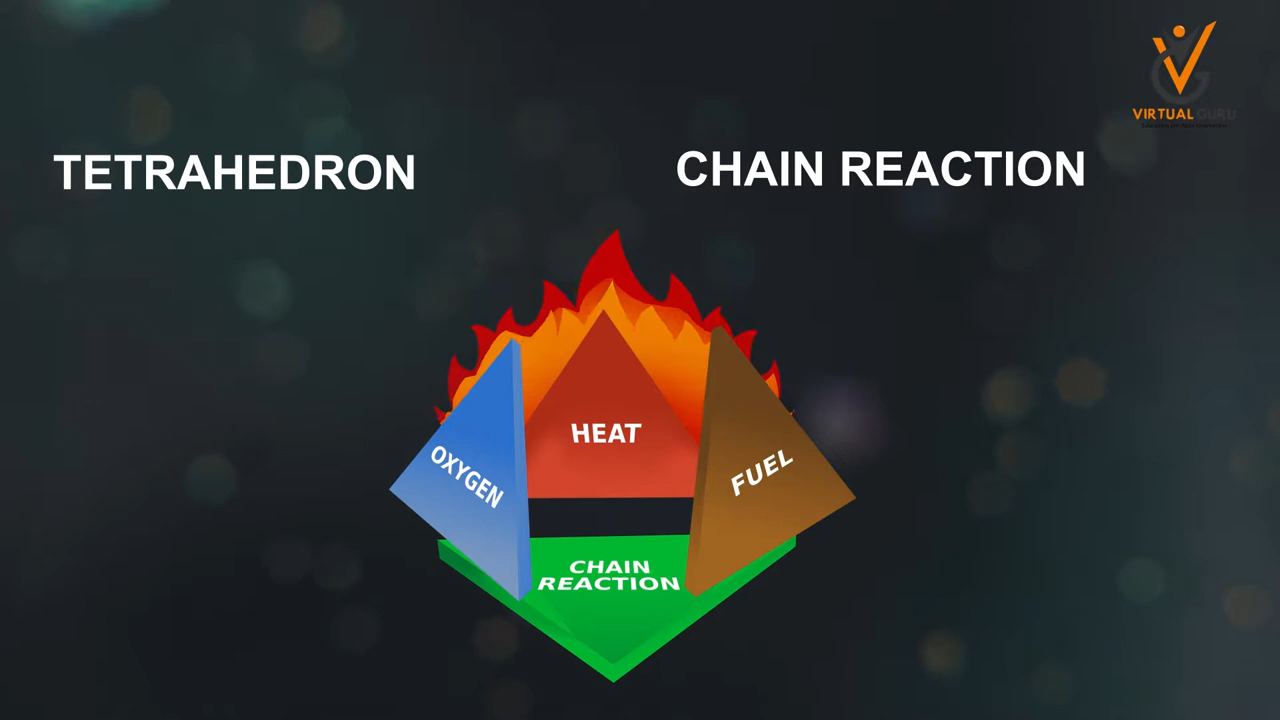 VIRTUAL GURU
TETRAHEDRON
CHAIN REACTION
HEAT
OXYGEN
FUEL
CHAIN
REACTION